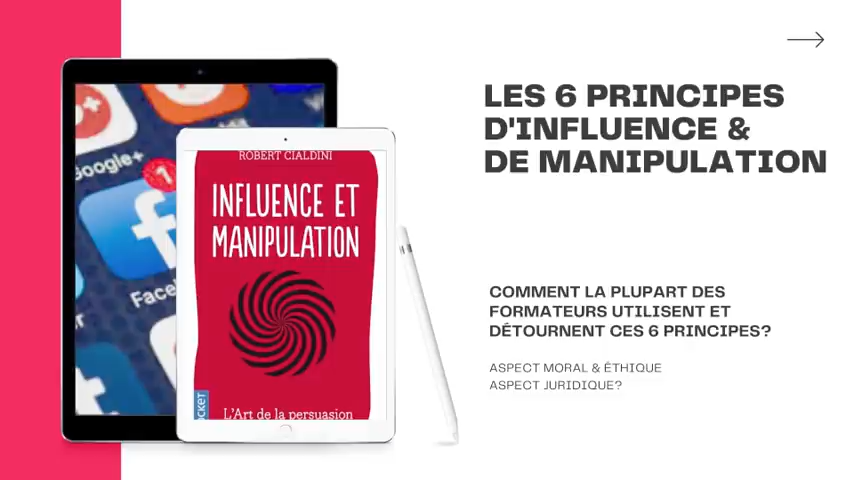 LES 6 PRINCIPES
D'INFLUENCE &
DE MANIPULATION
COMMENT LA PLUPART DES
FORMATEURS UTILISENT ET
DÉTOURNENT CES 6 PRINCIPES?
ASPECT MORAL & ÉTHIQUE
ASPECT JURIDIQUE?
Google+
1
ROBERT CIALDINI
INFLUENCE ET
MANIPULATION
L'Art de la persuasion